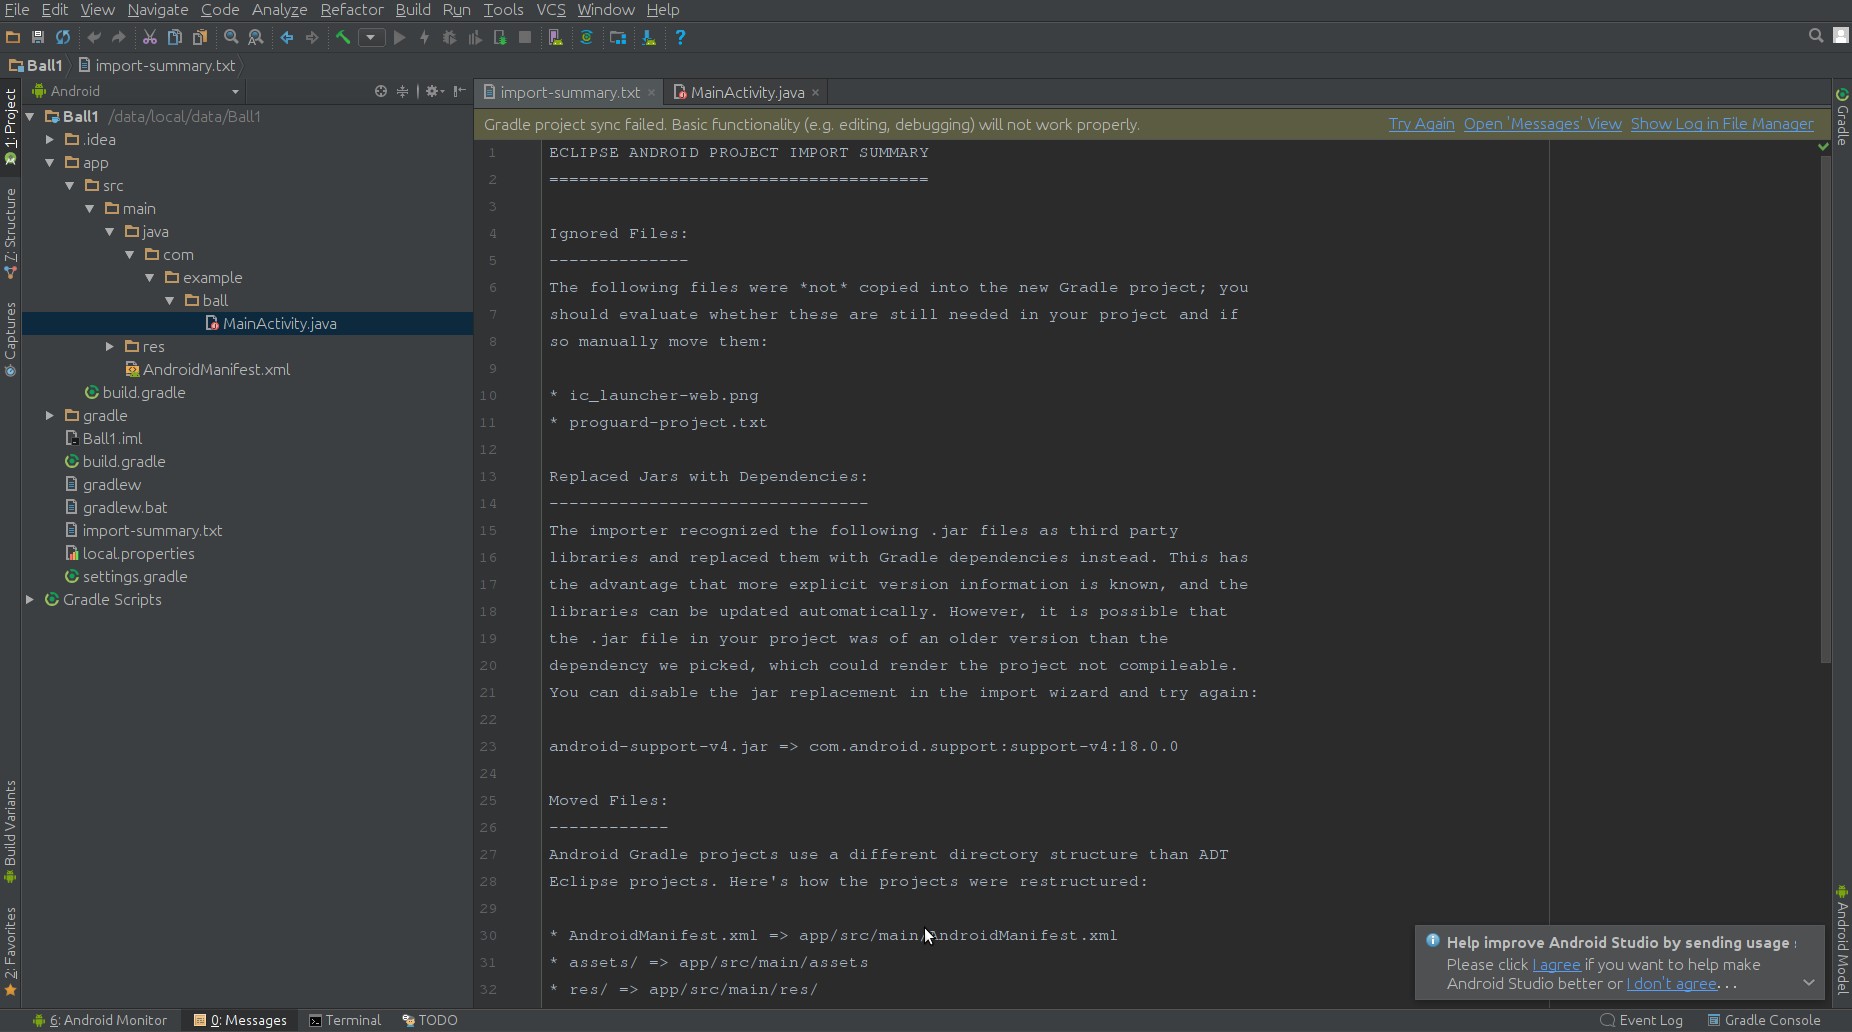 File Edit View Navigate Code Analyze Refactor Build Run Tools VCS Window Help
Ball1 import-summary.txt
Android
import-summary.txt MainActivity.java
1: Project
Z: Structure
Captures
Build Variants
2: Favorites
Ball1 /data/local/data/Ball1
.idea
app
src
main
java
com
example
ball
MainActivity.java
res
AndroidManifest.xml
build.gradle
gradle
Ball1.iml
build.gradle
gradlew
gradlew.bat
import-summary.txt
local.properties
settings.gradle
Gradle Scripts
Gradle project sync failed. Basic functionality (e.g. editing, debugging) will not work properly. Try Again Open 'Messages' View Show Log in File Manager
1 ECLIPSE ANDROID PROJECT IMPORT SUMMARY
2 ======================================
3
4 Ignored Files:
5 --------------
6 The following files were *not* copied into the new Gradle project; you
7 should evaluate whether these are still needed in your project and if
8 so manually move them:
9
10 * ic_launcher-web.png
11 * proguard-project.txt
12
13 Replaced Jars with Dependencies:
14 --------------------------------
15 The importer recognized the following .jar files as third party
16 libraries and replaced them with Gradle dependencies instead. This has
17 the advantage that more explicit version information is known, and the
18 libraries can be updated automatically. However, it is possible that
19 the .jar file in your project was of an older version than the
20 dependency we picked, which could render the project not compileable.
21 You can disable the jar replacement in the import wizard and try again:
22
23 android-support-v4.jar => com.android.support:support-v4:18.0.0
24
25 Moved Files:
26 ------------
27 Android Gradle projects use a different directory structure than ADT
28 Eclipse projects. Here's how the projects were restructured:
29
30 * AndroidManifest.xml => app/src/main/AndroidManifest.xml
31 * assets/ => app/src/main/assets
32 * res/ => app/src/main/res/
Gradle
Android Model
Help improve Android Studio by sending usage
Please click I agree if you want to help make
Android Studio better or I don't agree...
6: Android Monitor 0: Messages Terminal TODO Event Log Gradle Console